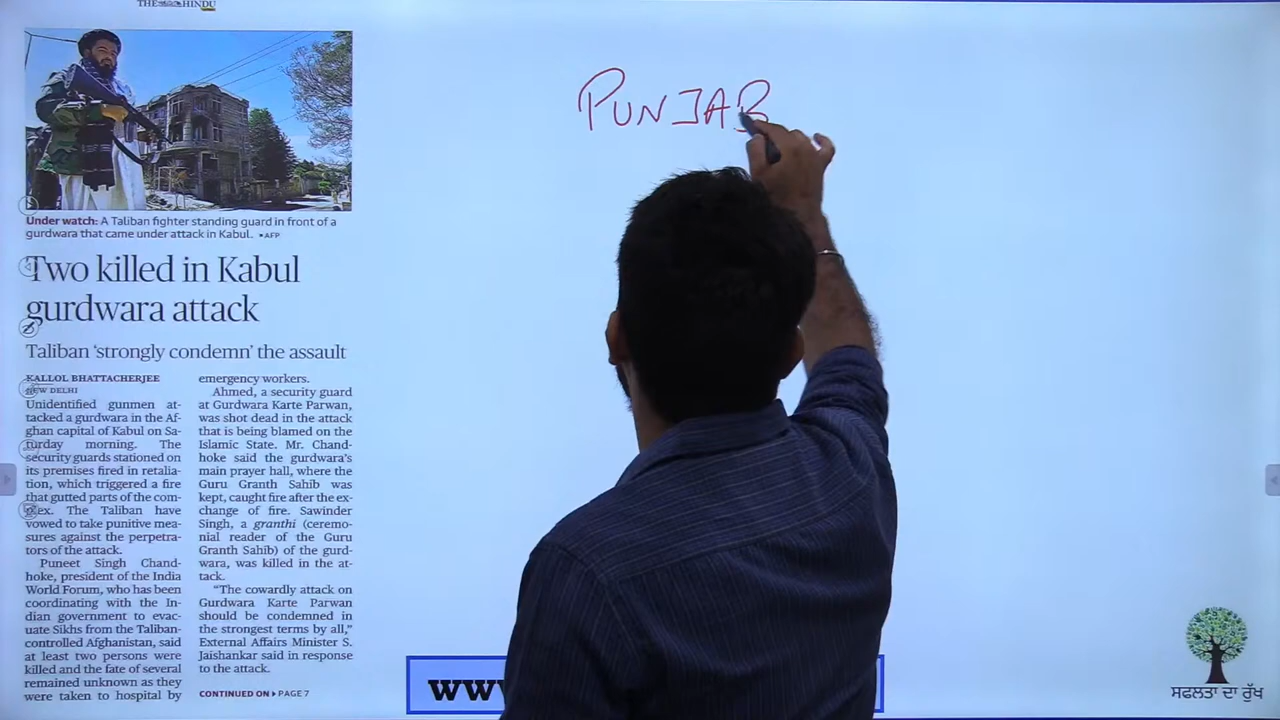 THE HINDU
PUNJAB
Under watch: A Taliban fighter standing guard in front of a
gurdwara that came under attack in Kabul. •AFP
Two killed in Kabul
gurdwara attack
Taliban ‘strongly condemn’ the assault
KALLOL BHATTACHERJEE
NEW DELHI
Unidentified gunmen at-
tacked a gurdwara in the Af-
ghan capital of Kabul on Sa-
turday morning. The
security guards stationed on
its premises fired in retalia-
tion, which triggered a fire
that gutted parts of the com-
plex. The Taliban have
vowed to take punitive mea-
sures against the perpetra-
tors of the attack.
Puneet Singh Chand-
hoke, president of the India
World Forum, who has been
coordinating with the In-
dian government to evac-
uate Sikhs from the Taliban-
controlled Afghanistan, said
at least two persons were
killed and the fate of several
remained unknown as they
were taken to hospital by
emergency workers.
Ahmed, a security guard
at Gurdwara Karte Parwan,
was shot dead in the attack
that is being blamed on the
Islamic State. Mr. Chand-
hoke said the gurdwara’s
main prayer hall, where the
Guru Granth Sahib was
kept, caught fire after the ex-
change of fire. Sawinder
Singh, a granthi (ceremo-
nial reader of the Guru
Granth Sahib) of the gurd-
wara, was killed in the at-
tack.
“The cowardly attack on
Gurdwara Karte Parwan
should be condemned in
the strongest terms by all,”
External Affairs Minister S.
Jaishankar said in response
to the attack.
CONTINUED ON PAGE 7
ਸਫਲਤਾ ਦਾ ਰੁੱਖ